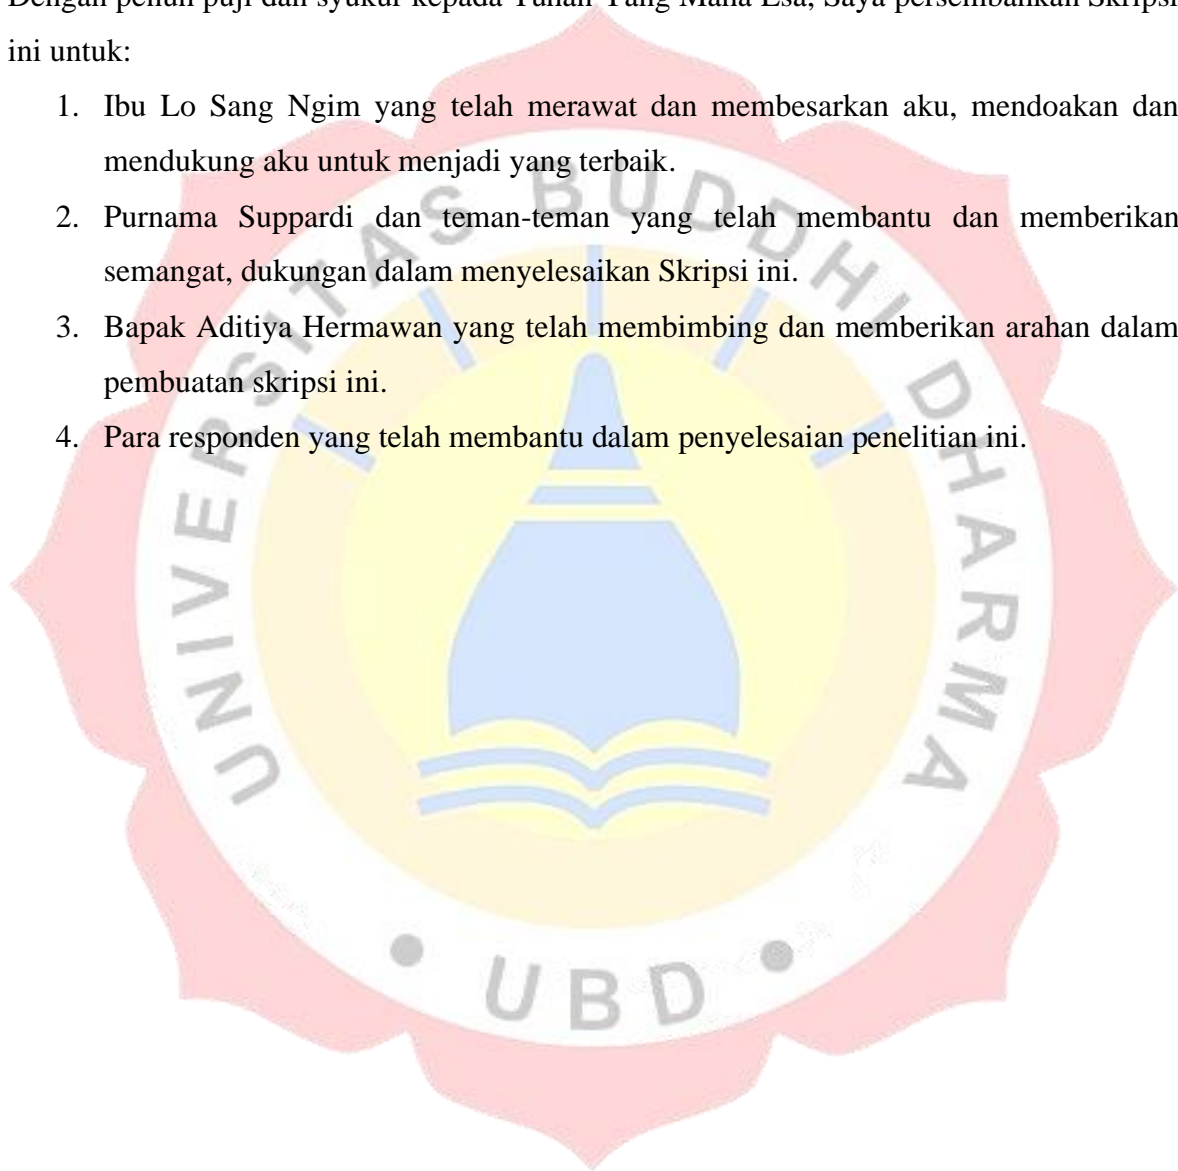 Dengan penuh puji dan syukur kepada Tuhan Yang Maha Esa, Saya persembahkan Skripsi
ini untuk:
1. Ibu Lo Sang Ngim yang telah merawat dan membesarkan aku, mendoakan dan
mendukung aku untuk menjadi yang terbaik.
2. Purnama Suppardi dan teman-teman yang telah membantu dan memberikan
semangat, dukungan dalam menyelesaikan Skripsi ini.
3. Bapak Aditiya Hermawan yang telah membimbing dan memberikan arahan dalam
pembuatan skripsi ini.
4. Para responden yang telah membantu dalam penyelesaian penelitian ini.
UNIVERSITAS BUDDHI DHARMA
• UBD •